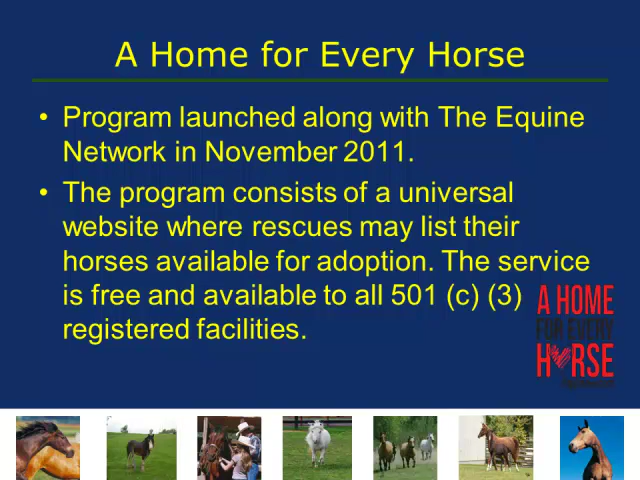 A Home for Every Horse
• Program launched along with The Equine
Network in November 2011.
• The program consists of a universal
website where rescues may list their
horses available for adoption. The service
is free and available to all 501 (c) (3)
registered facilities.
A HOME
FOR EVERY
HORSE